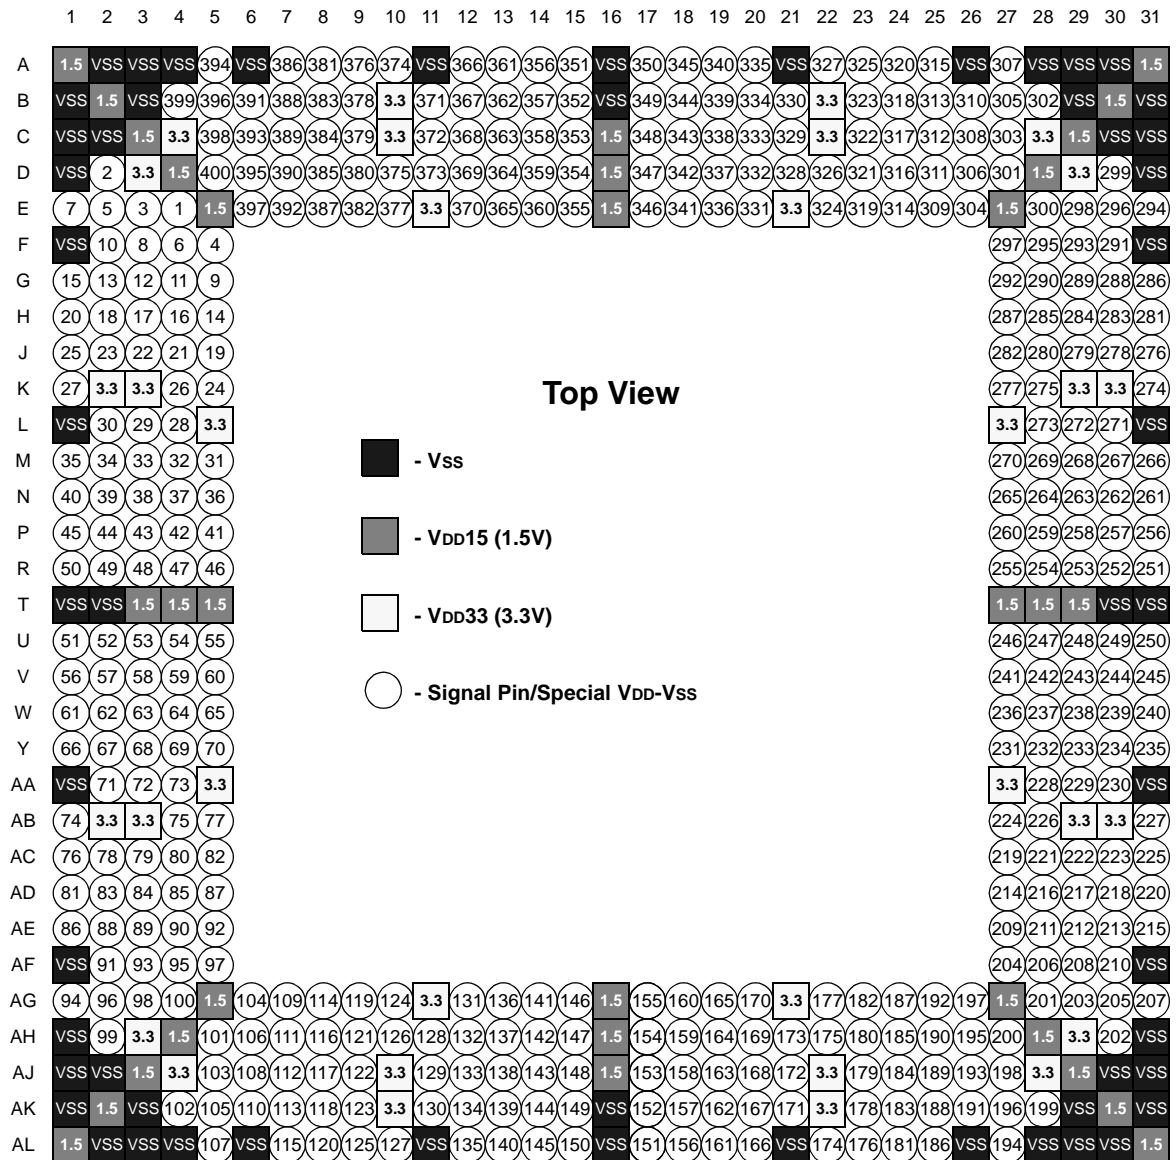 1 2 3 4 5 6 7 8 9 10 11 12 13 14 15 16 17 18 19 20 21 22 23 24 25 26 27 28 29 30 31
A 1.5 VSS VSS VSS 394 VSS 386 381 376 374 VSS 366 361 356 351 VSS 350 345 340 335 VSS 327 325 320 315 VSS 307 VSS VSS VSS 1.5
B VSS 1.5 VSS 399 396 391 388 383 378 3.3 371 367 362 357 352 VSS 349 344 339 334 330 3.3 323 318 313 310 305 302 VSS 1.5 VSS
C VSS VSS 1.5 3.3 398 393 389 384 379 3.3 372 368 363 358 353 1.5 348 343 338 333 329 3.3 322 317 312 308 303 3.3 1.5 VSS VSS
D VSS 2 3.3 1.5 400 395 390 385 380 375 373 369 364 359 354 1.5 347 342 337 332 328 326 321 316 311 306 301 1.5 3.3 299 VSS
E 7 5 3 1 1.5 397 392 387 382 377 3.3 370 365 360 355 1.5 346 341 336 331 3.3 324 319 314 309 304 1.5 300 298 296 294
F VSS 10 8 6 4 297 295 293 291 VSS
G 15 13 12 11 9 292 290 289 288 286
H 20 18 17 16 14 287 285 284 283 281
J 25 23 22 21 19 282 280 279 278 276
K 27 3.3 3.3 26 24 Top View 277 275 3.3 3.3 274
L VSS 30 29 28 3.3 3.3 273 272 271 VSS
M 35 34 33 32 31 - VSS 270 269 268 267 266
N 40 39 38 37 36 265 264 263 262 261
P 45 44 43 42 41 - VDD15 (1.5V) 260 259 258 257 256
R 50 49 48 47 46 255 254 253 252 251
T VSS VSS 1.5 1.5 1.5 - VDD33 (3.3V) 1.5 1.5 1.5 VSS VSS
U 51 52 53 54 55 246 247 248 249 250
V 56 57 58 59 60 - Signal Pin/Special VDD-VSS 241 242 243 244 245
W 61 62 63 64 65 236 237 238 239 240
Y 66 67 68 69 70 231 232 233 234 235
AA VSS 71 72 73 3.3 3.3 228 229 230 VSS
AB 74 3.3 3.3 75 77 224 226 3.3 3.3 227
AC 76 78 79 80 82 219 221 222 223 225
AD 81 83 84 85 87 214 216 217 218 220
AE 86 88 89 90 92 209 211 212 213 215
AF VSS 91 93 95 97 204 206 208 210 VSS
AG 94 96 98 100 1.5 104 109 114 119 124 3.3 131 136 141 146 1.5 155 160 165 170 3.3 177 182 187 192 197 1.5 201 203 205 207
AH VSS 99 3.3 1.5 101 106 111 116 121 126 128 132 137 142 147 1.5 154 159 164 169 173 175 180 185 190 195 200 1.5 3.3 202 VSS
AJ VSS VSS 1.5 3.3 103 108 112 117 122 3.3 129 133 138 143 148 1.5 153 158 163 168 172 3.3 179 184 189 193 198 3.3 1.5 VSS VSS
AK VSS 1.5 VSS 102 105 110 113 118 123 3.3 130 134 139 144 149 VSS 152 157 162 167 171 3.3 178 183 188 191 196 199 VSS 1.5 VSS
AL 1.5 VSS VSS VSS 107 VSS 115 120 125 127 VSS 135 140 145 150 VSS 151 156 161 166 VSS 174 176 181 186 VSS 194 VSS VSS VSS 1.5